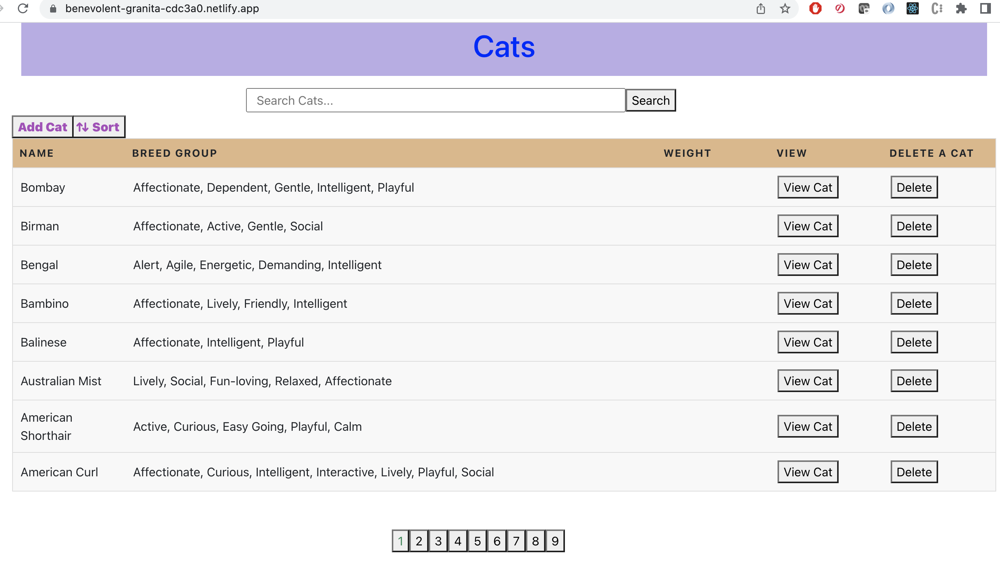 benevolent-granita-cdc3a0.netlify.app
Cats
Search Cats... Search
Add Cat ↑↓ Sort
NAME BREED GROUP WEIGHT VIEW DELETE A CAT
Bombay Affectionate, Dependent, Gentle, Intelligent, Playful View Cat Delete
Birman Affectionate, Active, Gentle, Social View Cat Delete
Bengal Alert, Agile, Energetic, Demanding, Intelligent View Cat Delete
Bambino Affectionate, Lively, Friendly, Intelligent View Cat Delete
Balinese Affectionate, Intelligent, Playful View Cat Delete
Australian Mist Lively, Social, Fun-loving, Relaxed, Affectionate View Cat Delete
American
Shorthair Active, Curious, Easy Going, Playful, Calm View Cat Delete
American Curl Affectionate, Curious, Intelligent, Interactive, Lively, Playful, Social View Cat Delete
1 2 3 4 5 6 7 8 9